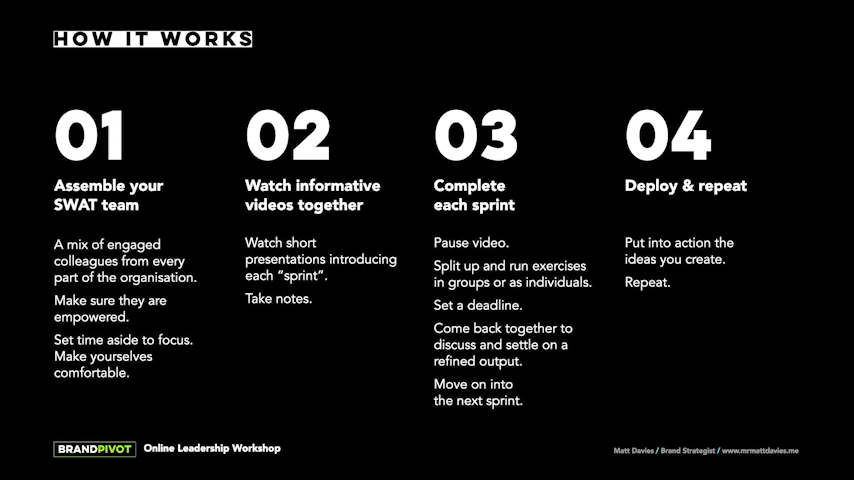 HOW IT WORKS
01
Assemble your
SWAT team
A mix of engaged
colleagues from every
part of the organisation.
Make sure they are
empowered.
Set time aside to focus.
Make yourselves
comfortable.
02
Watch informative
videos together
Watch short
presentations introducing
each “sprint”.
Take notes.
03
Complete
each sprint
Pause video.
Split up and run exercises
in groups or as individuals.
Set a deadline.
Come back together to
discuss and settle on a
refined output.
Move on into
the next sprint.
04
Deploy & repeat
Put into action the
ideas you create.
Repeat.
BRANDPIVOT Online Leadership Workshop
Matt Davies / Brand Strategist / www.mrmattdavies.me